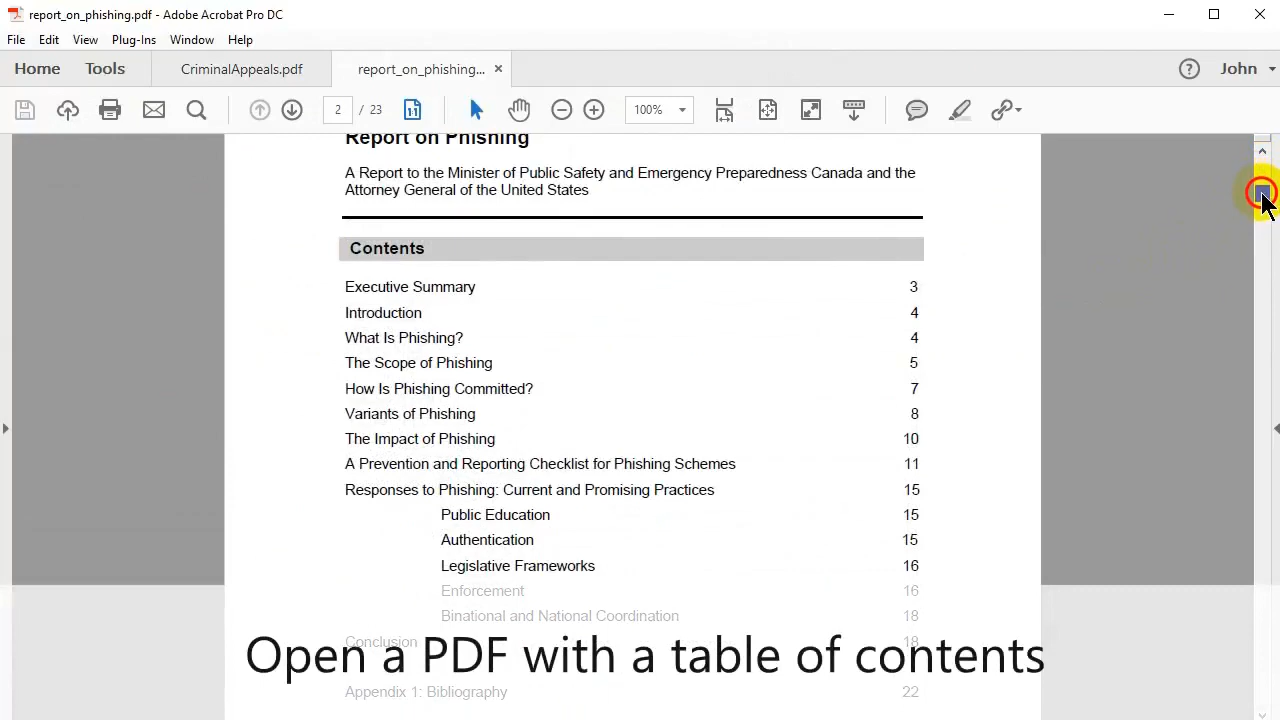 report_on_phishing.pdf - Adobe Acrobat Pro DC
File Edit View Plug-Ins Window Help
Home Tools CriminalAppeals.pdf report_on_phishing... × ? John
2 / 23 100%
Report on Phishing
A Report to the Minister of Public Safety and Emergency Preparedness Canada and the
Attorney General of the United States
Contents
Executive Summary 3
Introduction 4
What Is Phishing? 4
The Scope of Phishing 5
How Is Phishing Committed? 7
Variants of Phishing 8
The Impact of Phishing 10
A Prevention and Reporting Checklist for Phishing Schemes 11
Responses to Phishing: Current and Promising Practices 15
Public Education 15
Authentication 15
Legislative Frameworks 16
Enforcement 16
Binational and National Coordination 18
Conclusion 18
Open a PDF with a table of contents
Appendix 1: Bibliography 22